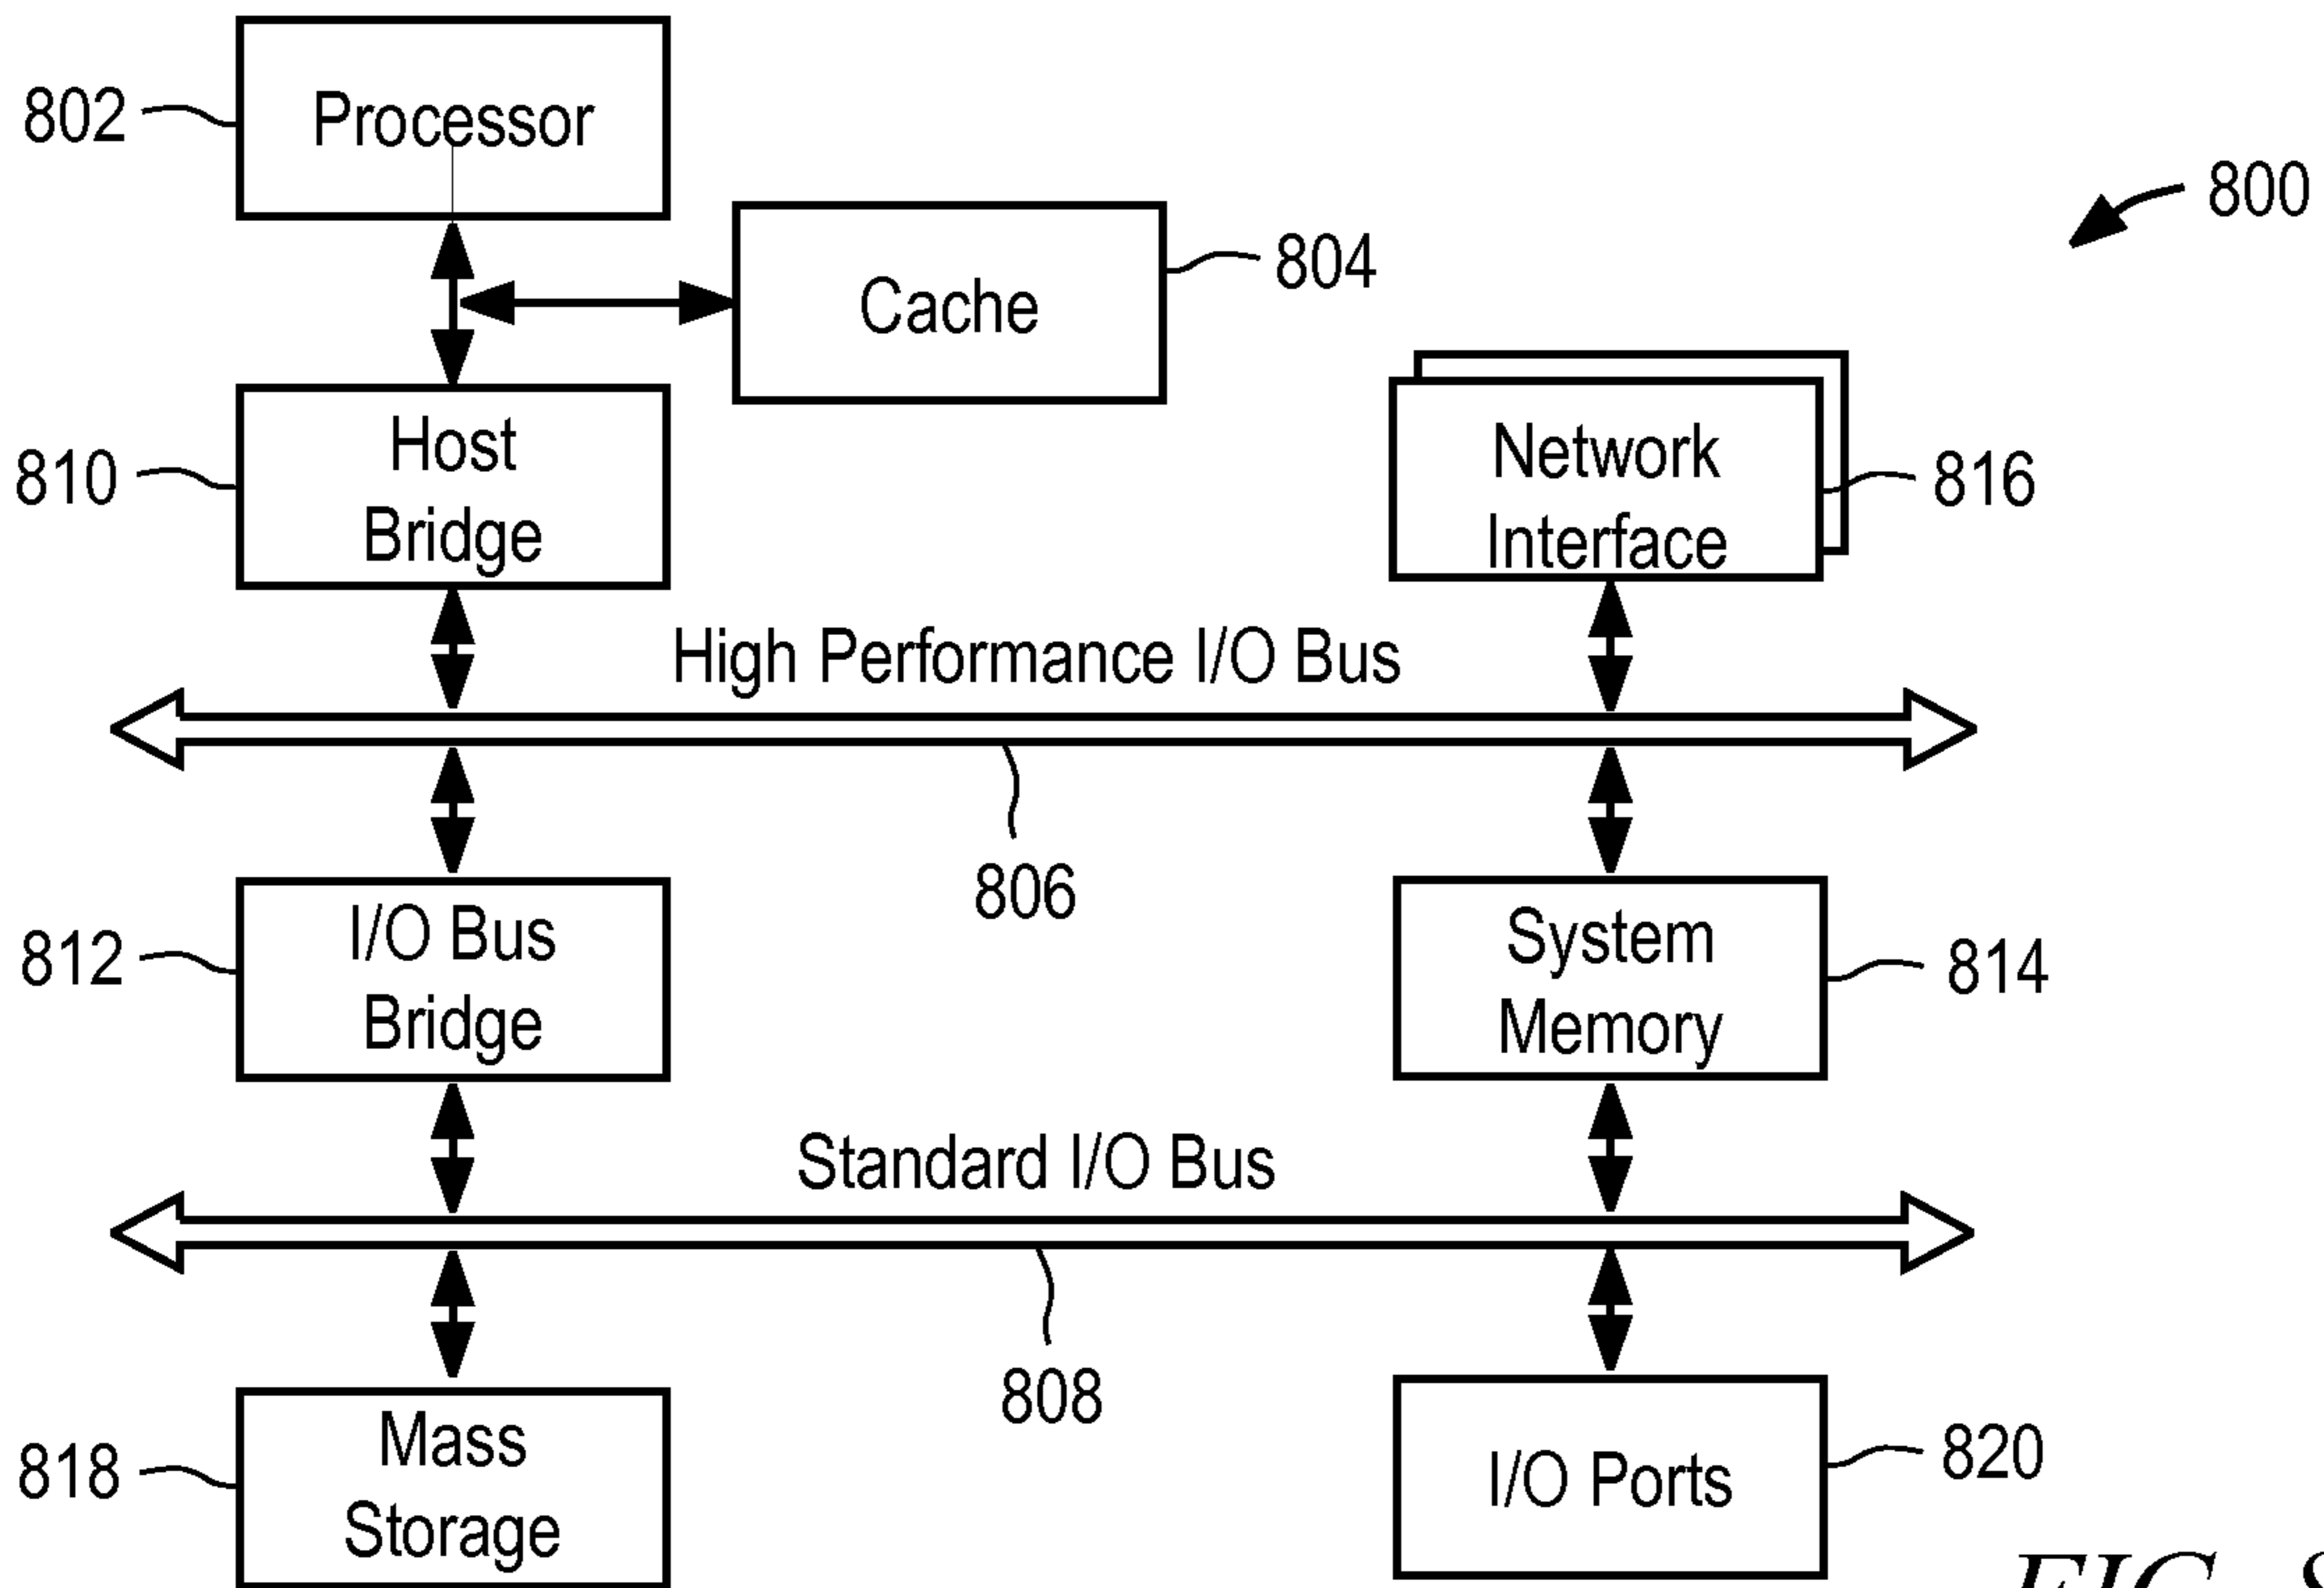 802
Processor
800
804
Cache
810
Host
Bridge
Network
Interface
816
High Performance I/O Bus
806
812
I/O Bus
Bridge
System
Memory
814
Standard I/O Bus
808
818
Mass
Storage
I/O Ports
820